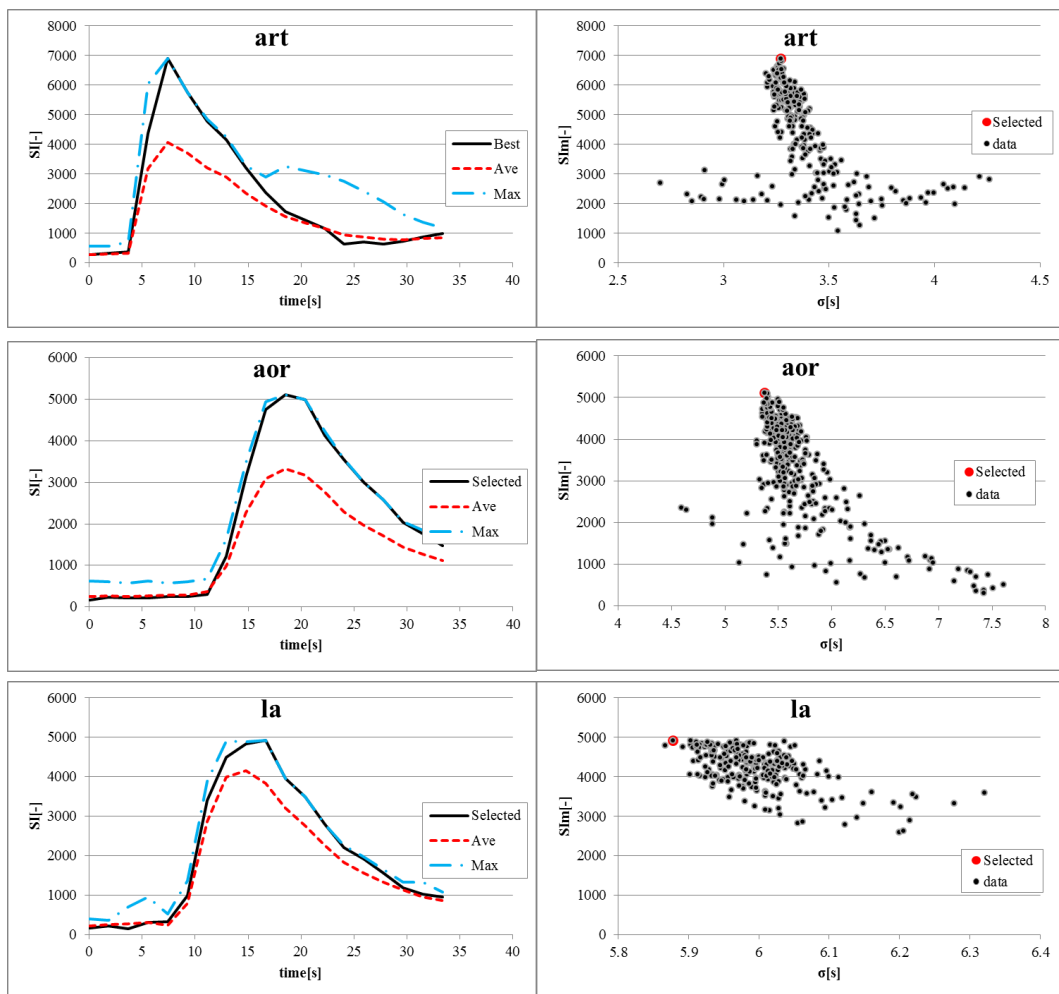 art
8000
7000
6000
5000
4000
3000
2000
1000
0
SI[-]
0 5 10 15 20 25 30 35 40
time[s]
Best
Ave
Max
art
8000
7000
6000
5000
4000
3000
2000
1000
0
SIm[-]
2.5 3 3.5 4 4.5
σ[s]
Selected
data
aor
6000
5000
4000
3000
2000
1000
0
SI[-]
0 5 10 15 20 25 30 35 40
time[s]
Selected
Ave
Max
aor
6000
5000
4000
3000
2000
1000
0
SIm[-]
4 4.5 5 5.5 6 6.5 7 7.5 8
σ[s]
Selected
data
la
6000
5000
4000
3000
2000
1000
0
SI[-]
0 5 10 15 20 25 30 35 40
time[s]
Selected
Ave
Max
la
6000
5000
4000
3000
2000
1000
0
SIm[-]
5.8 5.9 6 6.1 6.2 6.3 6.4
σ[s]
Selected
data